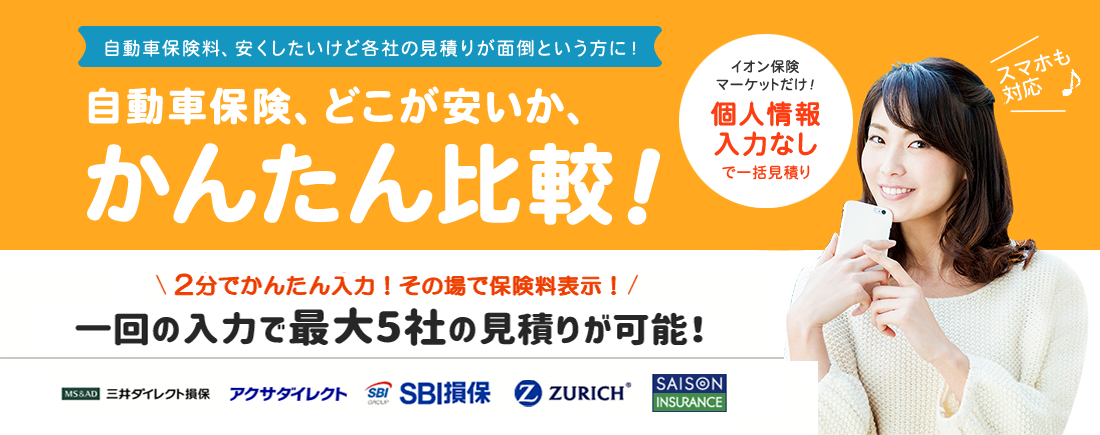 自動車保険料、安くしたいけど各社の見積りが面倒という方に!
自動車保険、どこが安いか、
かんたん比較!
イオン保険
マーケットだけ!
個人情報
入力なし
で一括見積り
スマホも
対応
\ 2分でかんたん入力!その場で保険料表示! /
一回の入力で最大5社の見積りが可能!
MS&AD 三井ダイレクト損保
アクサダイレクト
SBI
GROUP
SBI損保
Z ZURICH®
SAISON
INSURANCE